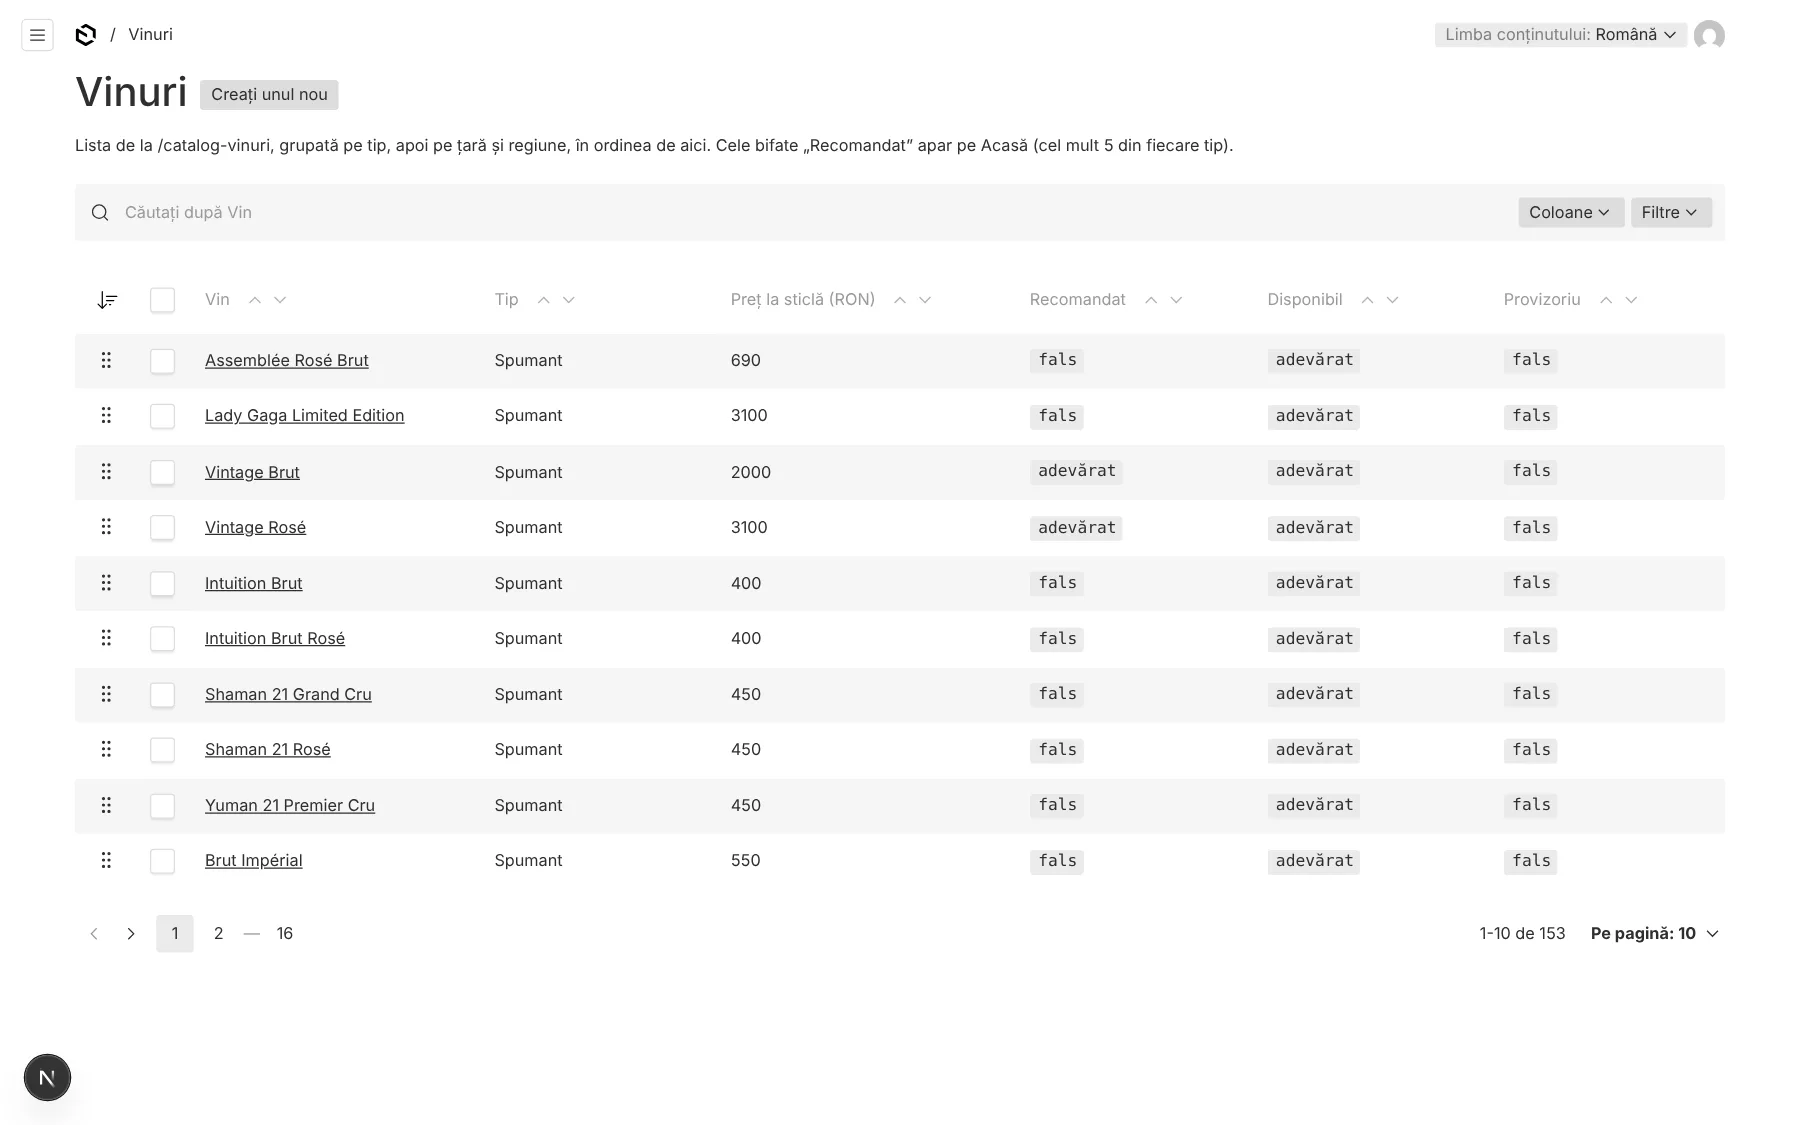 / Vinuri
Limba conținutului: Română
Vinuri
Creați unul nou
Lista de la /catalog-vinuri, grupată pe tip, apoi pe țară și regiune, în ordinea de aici. Cele bifate „Recomandat” apar pe Acasă (cel mult 5 din fiecare tip).
Căutați după Vin
Coloane
Filtre
Vin Tip Preț la sticlă (RON) Recomandat Disponibil Provizoriu
Assemblée Rosé Brut Spumant 690 fals adevărat fals
Lady Gaga Limited Edition Spumant 3100 fals adevărat fals
Vintage Brut Spumant 2000 adevărat adevărat fals
Vintage Rosé Spumant 3100 adevărat adevărat fals
Intuition Brut Spumant 400 fals adevărat fals
Intuition Brut Rosé Spumant 400 fals adevărat fals
Shaman 21 Grand Cru Spumant 450 fals adevărat fals
Shaman 21 Rosé Spumant 450 fals adevărat fals
Yuman 21 Premier Cru Spumant 450 fals adevărat fals
Brut Impérial Spumant 550 fals adevărat fals
1 2 — 16
1-10 de 153 Pe pagină: 10
N